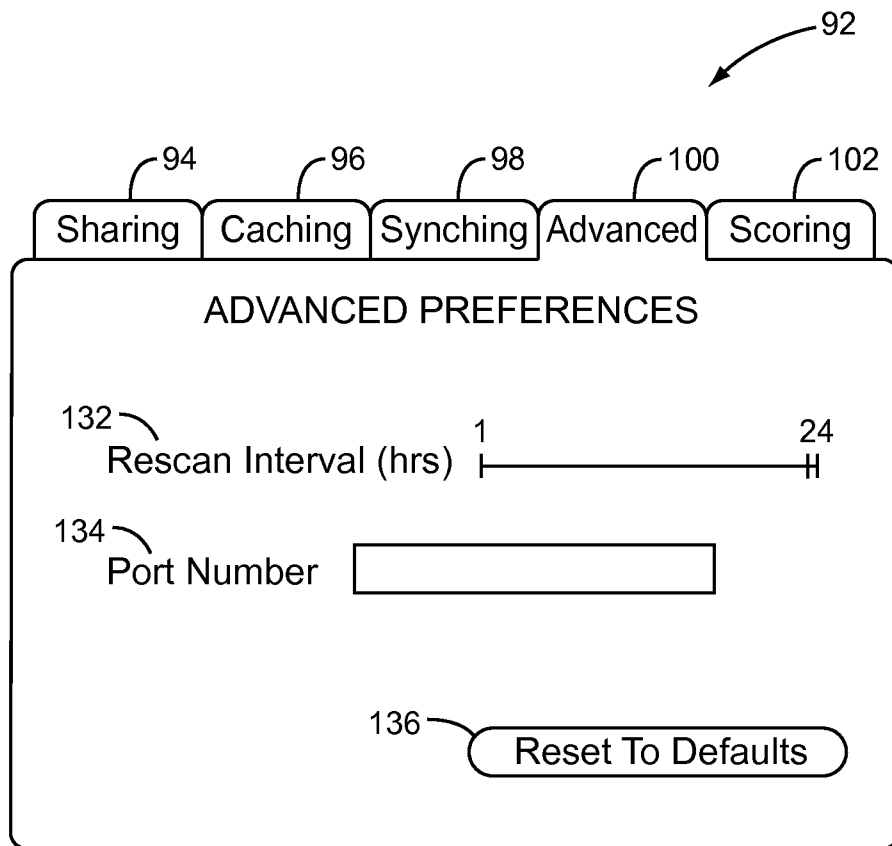 92
94 96 98 100 102
Sharing Caching Synching Advanced Scoring
ADVANCED PREFERENCES
132 1 24
Rescan Interval (hrs)
134
Port Number
136
Reset To Defaults